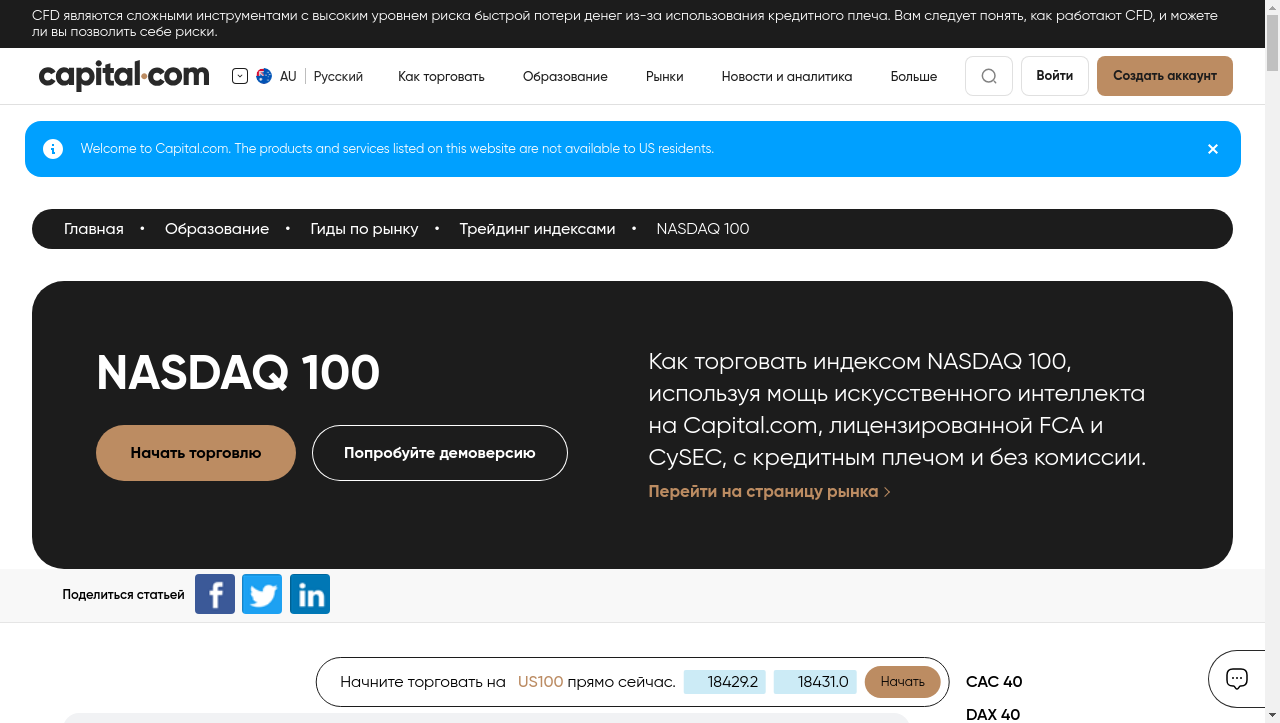 CFD являются сложными инструментами с высоким уровнем риска быстрой потери денег из-за использования кредитного плеча. Вам следует понять, как работают CFD, и можете
ли вы позволить себе риски.
capital.com
AU Русский Как торговать Образование Рынки Новости и аналитика Больше Войти Создать аккаунт
Welcome to Capital.com. The products and services listed on this website are not available to US residents.
Главная • Образование • Гиды по рынку • Трейдинг индексами • NASDAQ 100
NASDAQ 100
Начать торговлю Попробуйте демоверсию
Как торговать индексом NASDAQ 100,
используя мощь искусственного интеллекта
на Capital.com, лицензированной FCA и
CySEC, с кредитным плечом и без комиссии.
Перейти на страницу рынка
Поделиться статьей
Начните торговать на US100 прямо сейчас. 18429.2 18431.0 Начать
CAC 40
DAX 40